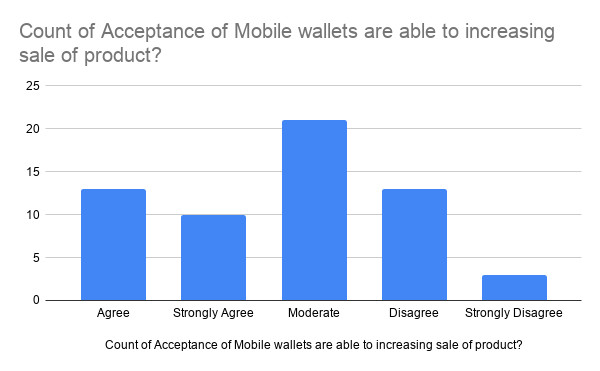 Count of Acceptance of Mobile wallets are able to increasing
sale of product?
25
20
15
10
5
0
Agree
Strongly Agree
Moderate
Disagree
Strongly Disagree
Count of Acceptance of Mobile wallets are able to increasing sale of product?